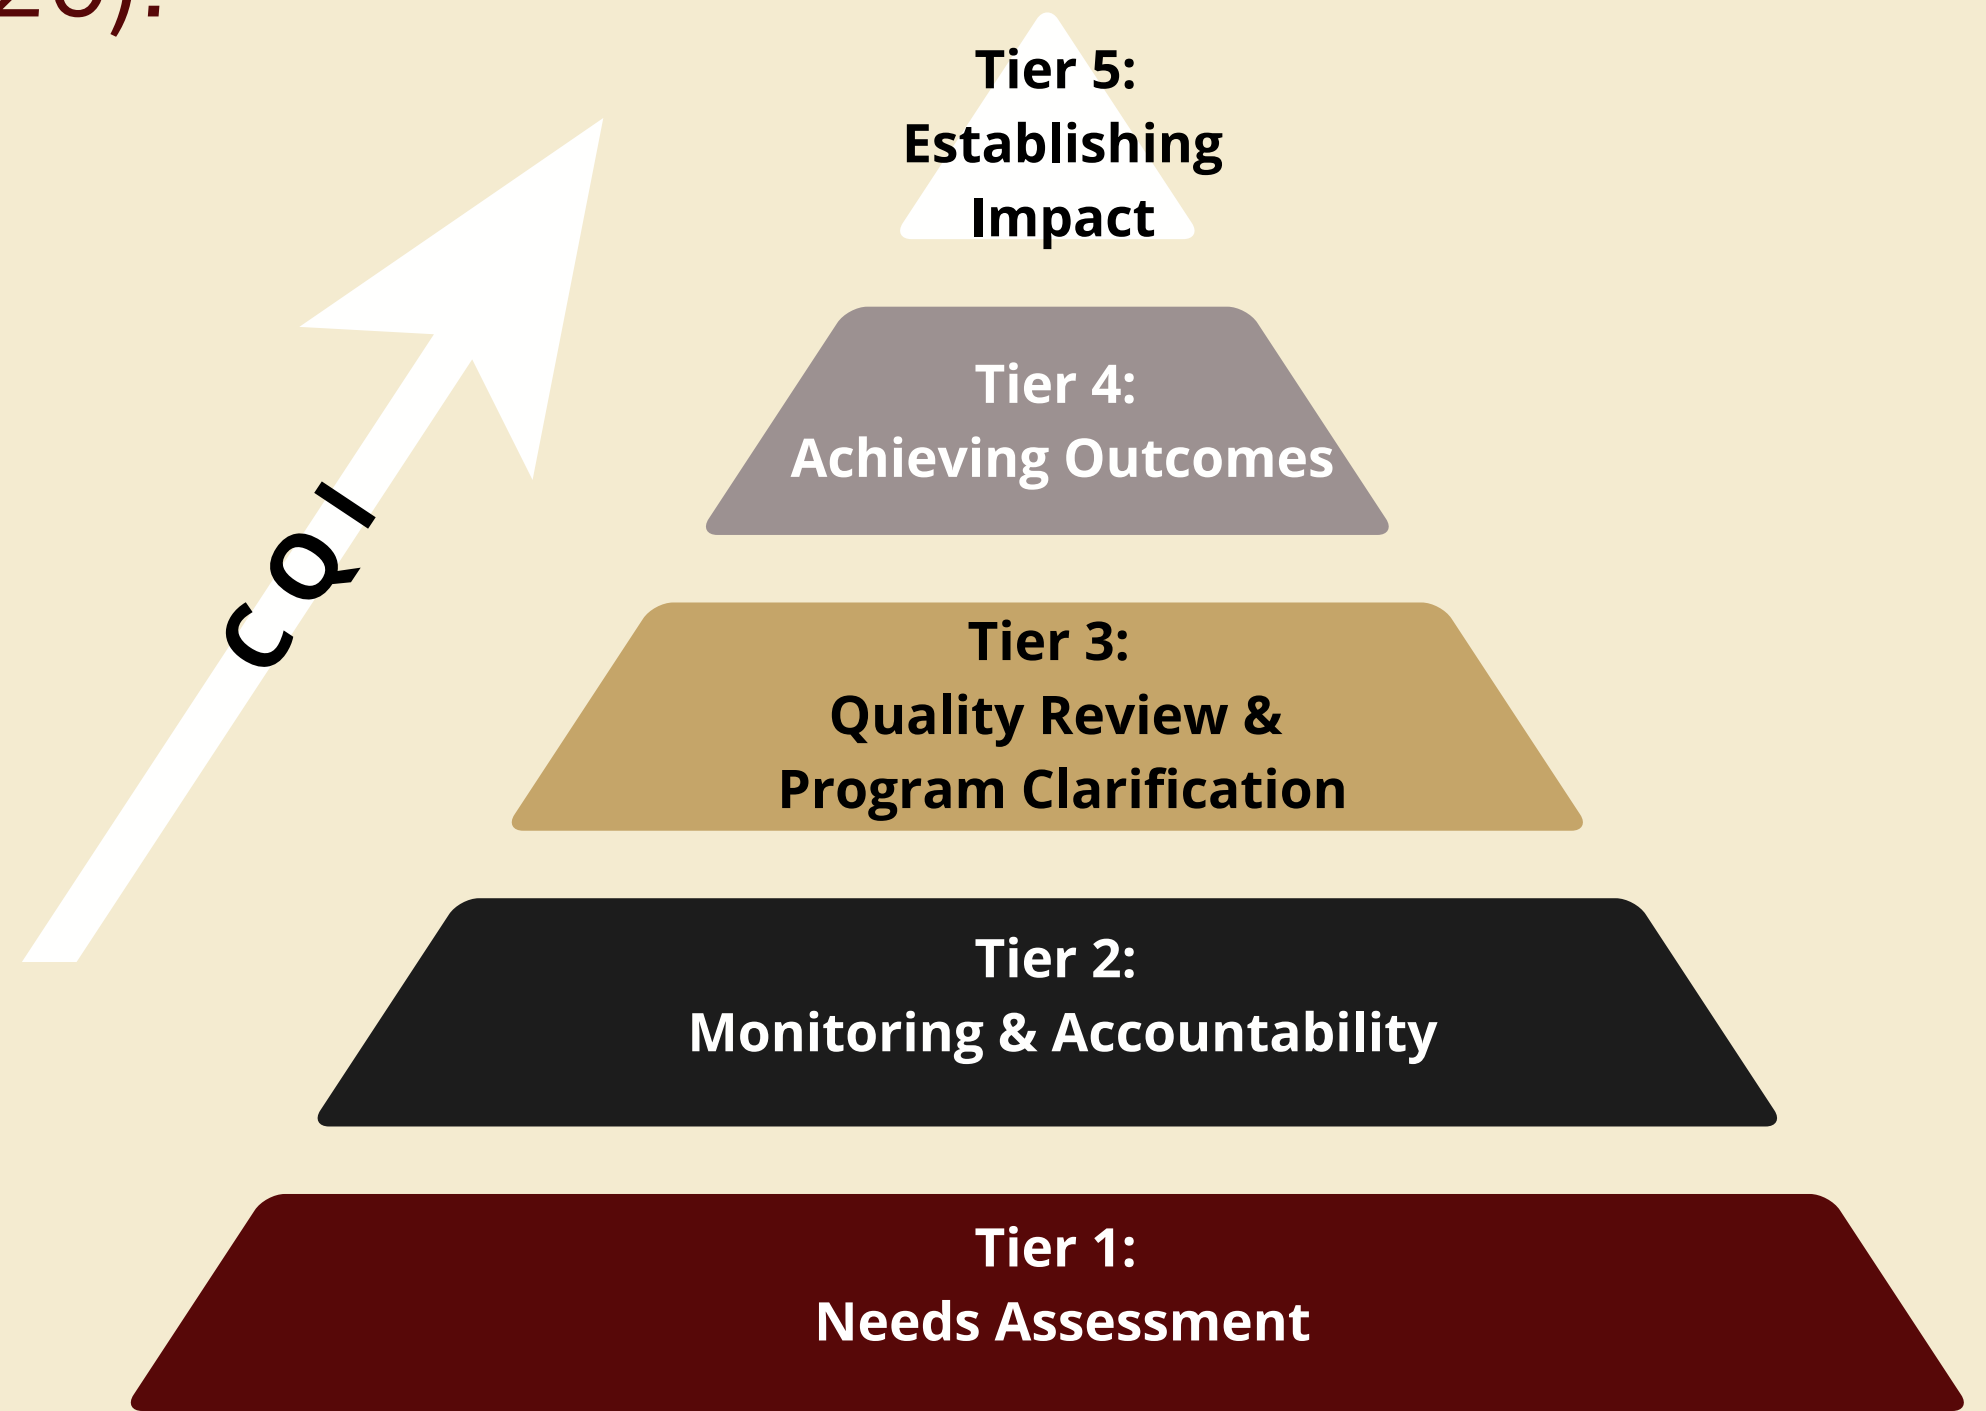 Tier 5:
Establishing
Impact
Tier 4:
Achieving Outcomes
CQI
Tier 3:
Quality Review &
Program Clarification
Tier 2:
Monitoring & Accountability
Tier 1:
Needs Assessment